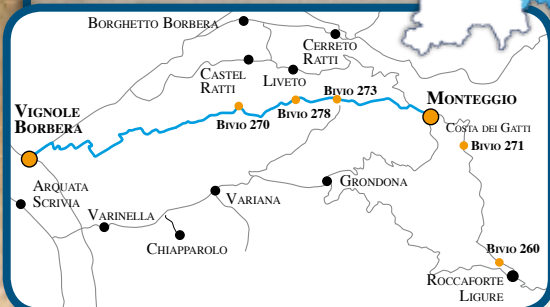 BORGHETTO BORBERA
CERRETO
RATTI
CASTEL
RATTI
LIVETO
BIVIO 273
VIGNOLE
BORBERA
BIVIO 270
BIVIO 278
MONTEGGIO
COSTA DEI GATTI
BIVIO 271
ARQUATA
SCRIVIA
VARINELLA
VARIANA
GRONDONA
CHIAPPAROLO
BIVIO 260
ROCCAFORTE
LIGURE